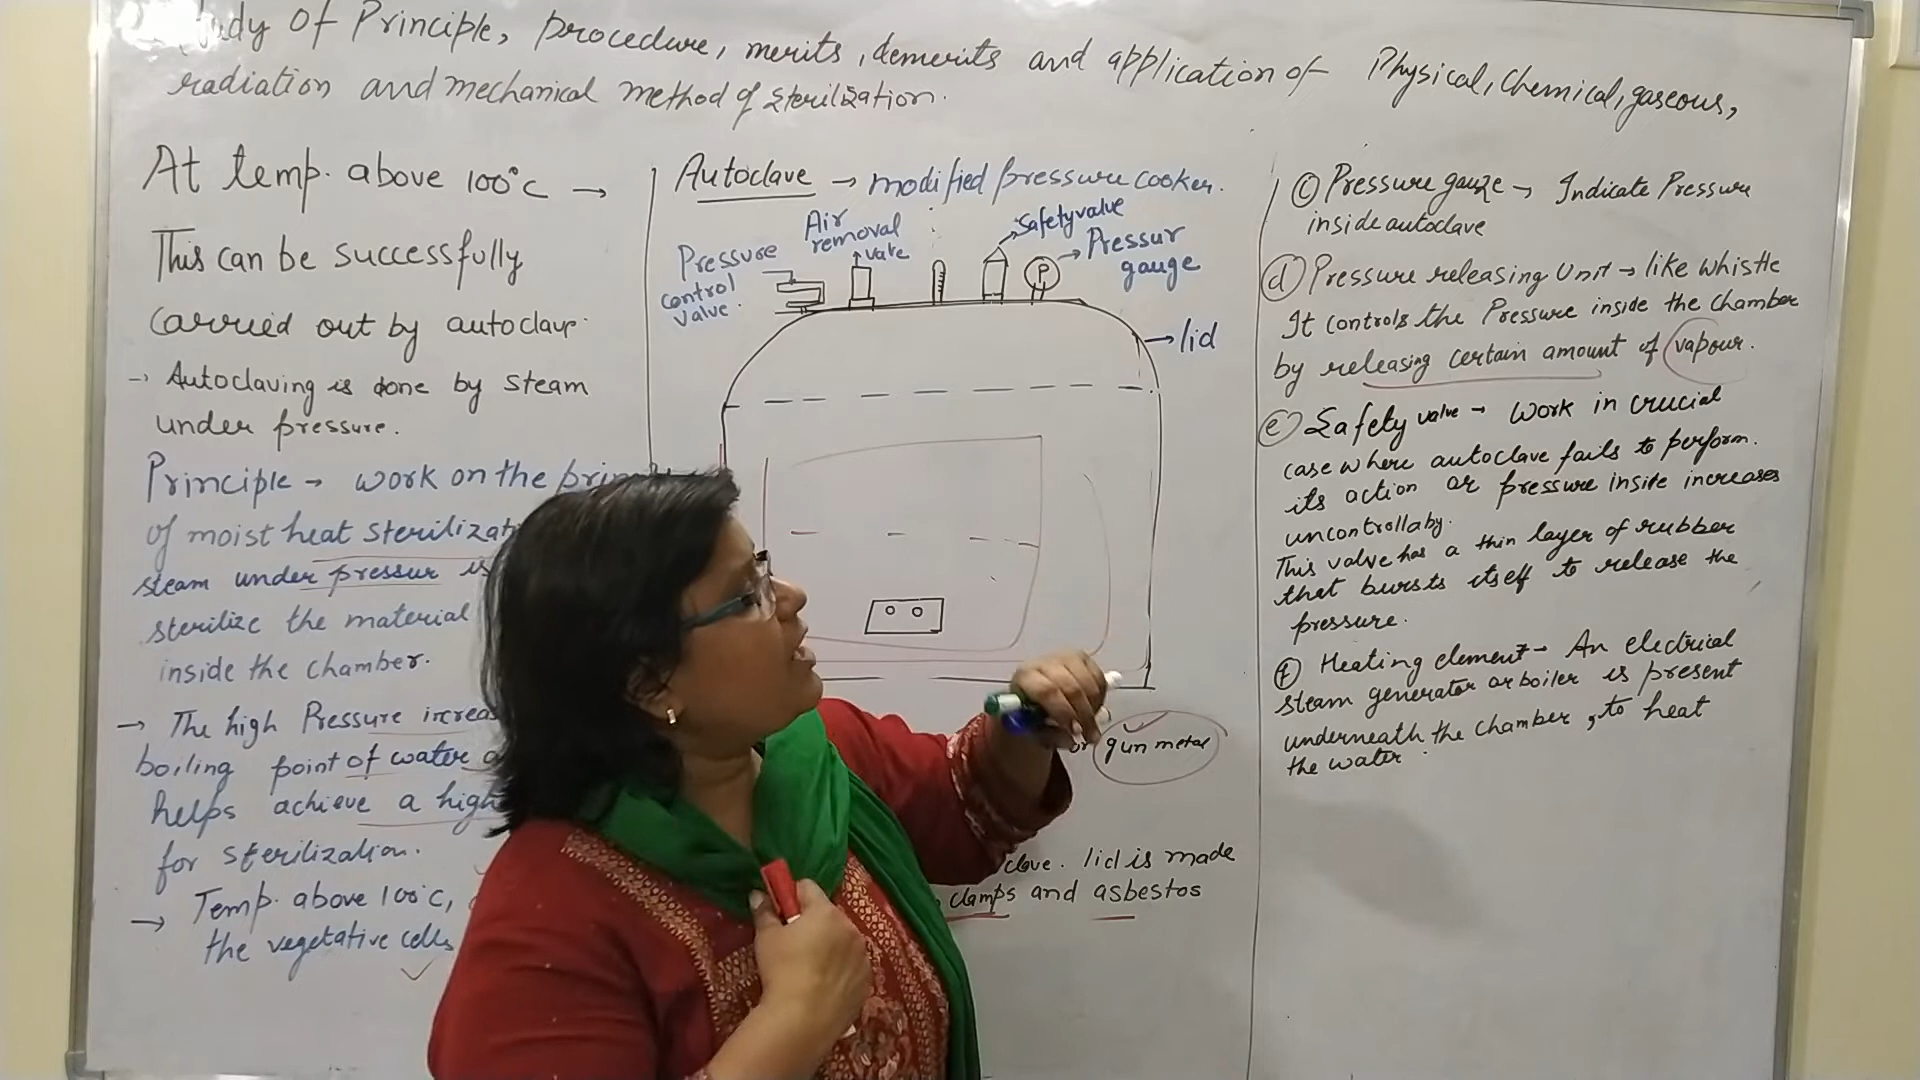 Study Of Principle, procedure, merits, demerits and application of Physical, Chemical, gaseous,
radiation and mechanical method of sterilization.
At temp. above 100°c →
This can be successfully
carried out by autoclave.
→ Autoclaving is done by steam
under pressure.
Principle → work on the
of moist heat
steam under pressur is
sterilize the material
inside the chamber.
→ The high Pressure
boiling point of water
helps achieve a high
for sterilization.
→ Temp. above 100°C,
the vegetative cells
Autoclave → modified pressure cooker.
Pressure
control
valve.
Air
removal
valve
Safety valve
Pressur
gauge
P
lid
or gun metal
clave. lid is made
clamps and asbestos
(c) Pressure gauze → Indicate Pressure
inside autoclave
(d) Pressure releasing Unit → like whistle
It controls the Pressure inside the chamber
by releasing certain amount of vapour.
(e) Safety valve → Work in crucial
case where autoclave fails to perform.
its action or pressure inside increases
uncontrollaby.
This valve has a thin layer of rubber
that bursts itself to release the
pressure.
(f) Heating element → An electrical
steam generator or boiler is present
underneath the chamber, to heat
the water.